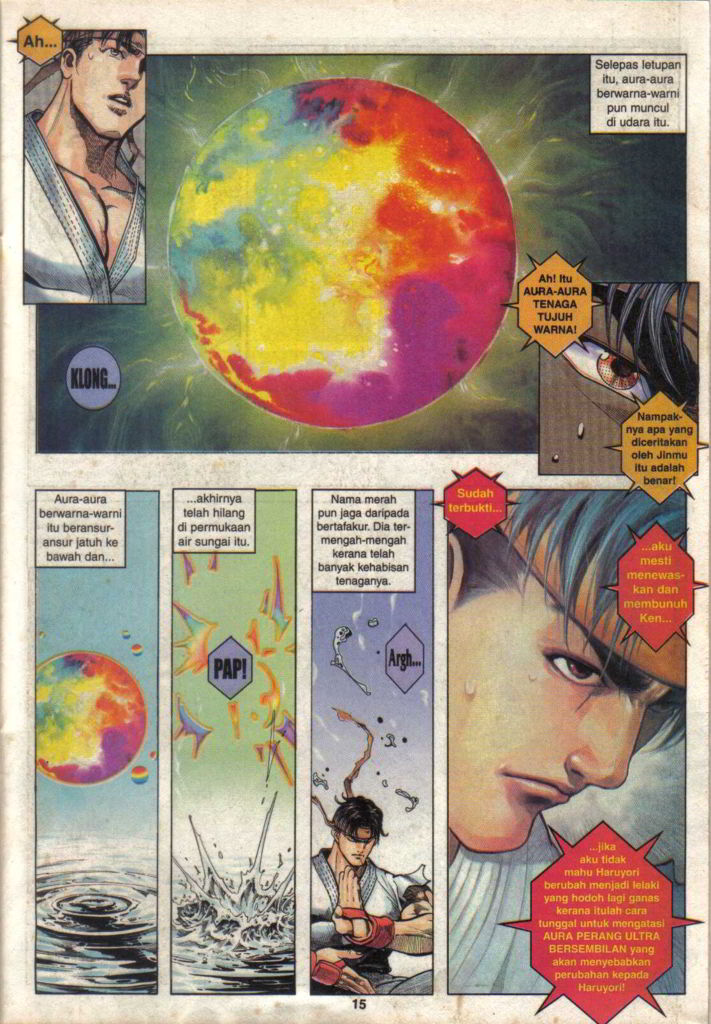 Ah...
Selepas letupan
itu, aura-aura
berwarna-warni
pun muncul
di udara itu.
Ah! Itu
AURA-AURA
TENAGA
TUJUH
WARNA!
KLONG...
Nampak-
nya apa yang
diceritakan
oleh Jinmu
itu adalah
benar!
Aura-aura
berwarna-warni
itu beransur-
ansur jatuh ke
bawah dan...
...akhirnya
telah hilang
di permukaan
air sungai itu.
PAP!
Nama merah
pun jaga daripada
bertafakur. Dia ter-
mengah-mengah
kerana telah
banyak kehabisan
tenaganya.
Argh...
Sudah
terbukti...
...aku
mesti
menewas-
kan dan
membunuh
Ken...
...jika
aku tidak
mahu Haruyori
berubah menjadi lelaki
yang hodoh lagi ganas
kerana itulah cara
tunggal untuk mengatasi
AURA PERANG ULTRA
BERSEMBILAN yang
akan menyebabkan
perubahan kepada
Haruyori!
15